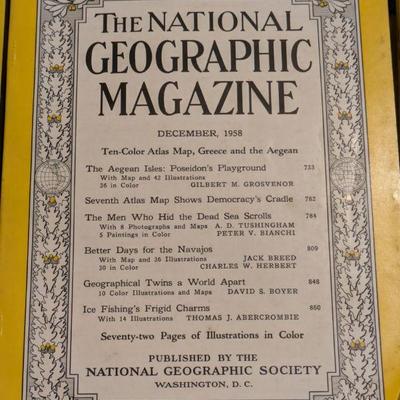 THE NATIONAL
GEOGRAPHIC
MAGAZINE
DECEMBER, 1958
Ten-Color Atlas Map, Greece and the Aegean
The Aegean Isles: Poseidon's Playground 733
With Map and 42 Illustrations
36 in Color GILBERT M. GROSVENOR
Seventh Atlas Map Shows Democracy's Cradle 762
The Men Who Hid the Dead Sea Scrolls 784
With 8 Photographs and Maps A. D. TUSHINGHAM
5 Paintings in Color PETER V. BIANCHI
Better Days for the Navajos 809
With Map and 36 Illustrations JACK BREED
30 in Color CHARLES W. HERBERT
Geographical Twins a World Apart 848
10 Color Illustrations and Maps DAVID S. BOYER
Ice Fishing's Frigid Charms 860
With 14 Illustrations THOMAS J. ABERCROMBIE
Seventy-two Pages of Illustrations in Color
PUBLISHED BY THE
NATIONAL GEOGRAPHIC SOCIETY
WASHINGTON, D. C.